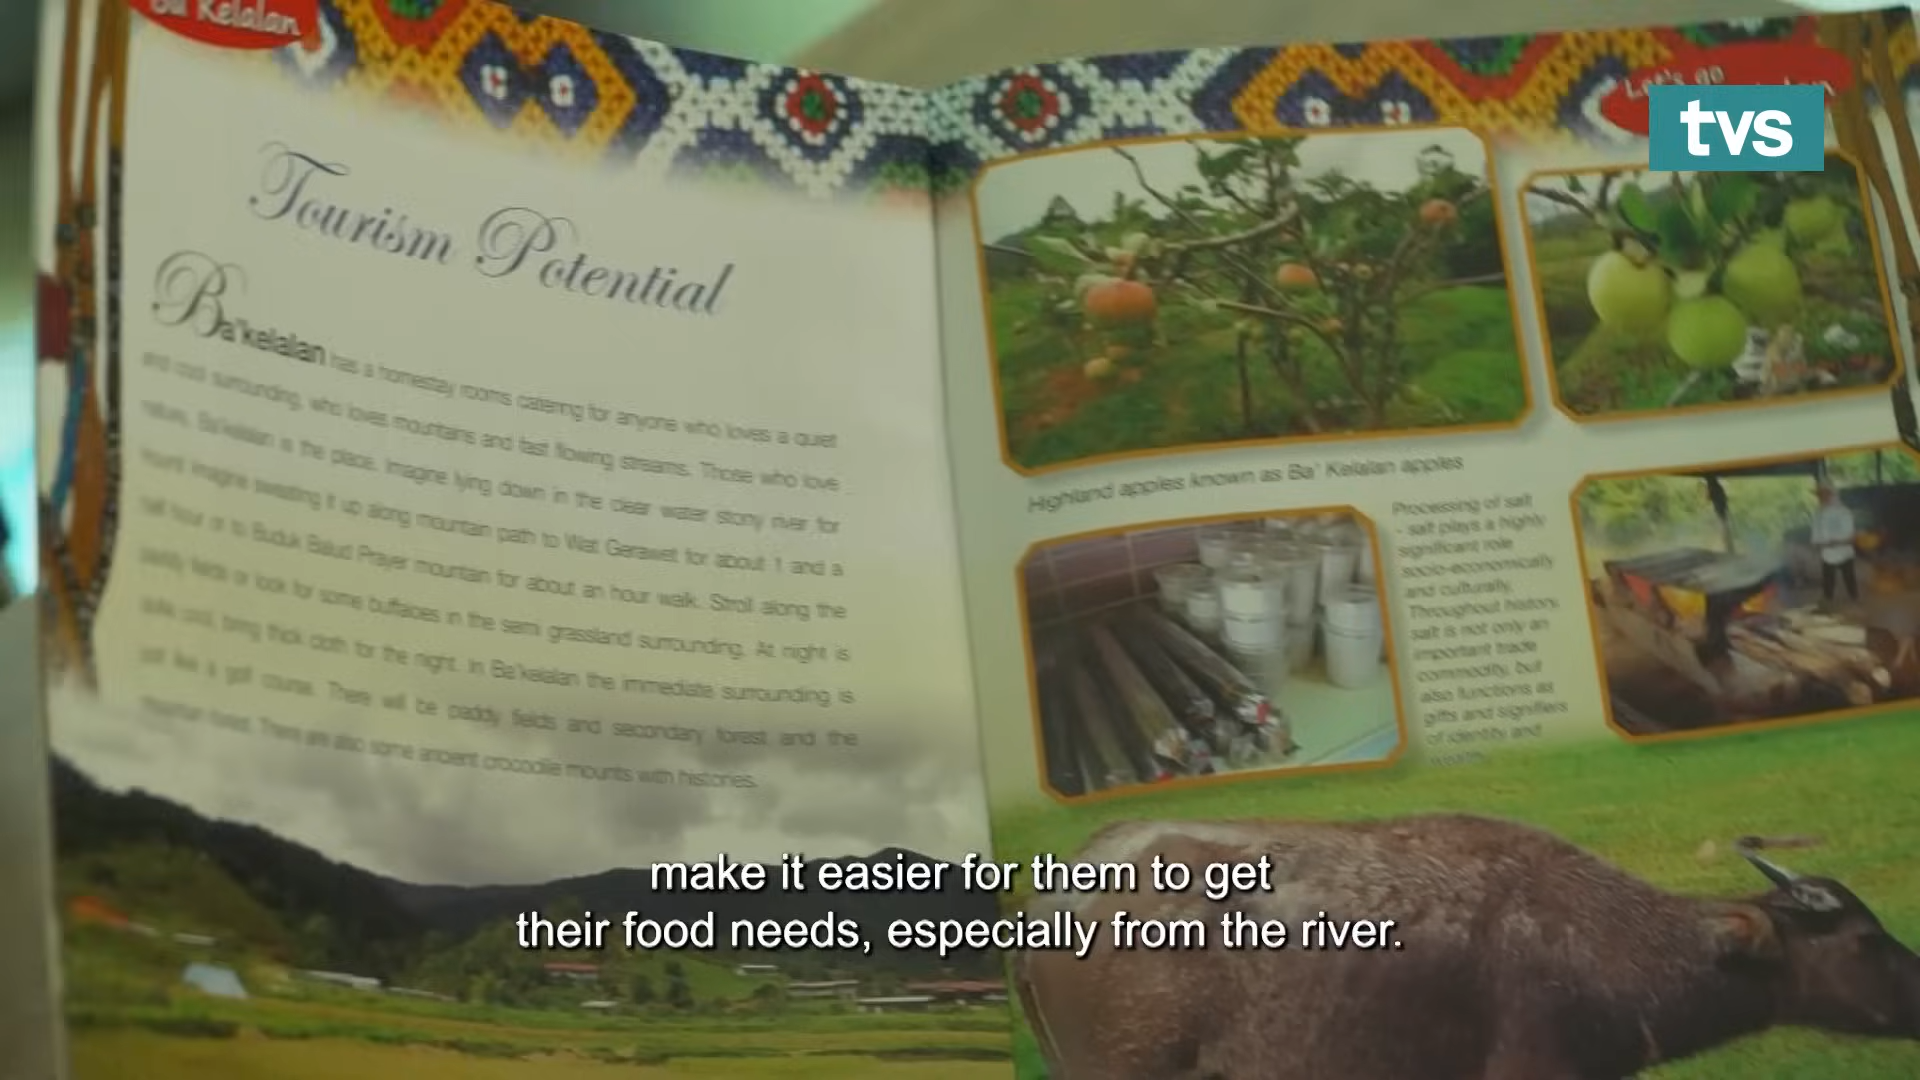 Ba Kelalan
Let's go
tvs
Tourism Potential
Ba'kelalan has a homestay rooms catering for anyone who loves a quiet
and cool surrounding, who loves mountains and fast flowing streams. Those who love
nature, Ba'kelalan is the place. Imagine lying down in the clear water stony river for
hours! Imagine sweating it up along mountain path to Wat Gerawet for about 1 and a
half hour or to Buduk Balud Prayer mountain for about an hour walk. Stroll along the
paddy fields or look for some buffaloes in the semi grassland surrounding. At night is
quite cool, bring thick cloth for the night. In Ba'kelalan the immediate surrounding is
just like a golf course. There will be paddy fields and secondary forest and the
mountain forest. There are also some ancient crocodile mounts with histories.
Highland apples known as Ba' Kelalan apples
Processing of salt
- salt plays a highly
significant role
socio-economically
and culturally.
Throughout history,
salt is not only an
important trade
commodity, but
also functions as
gifts and signifiers
of identity and
wealth.
make it easier for them to get
their food needs, especially from the river.